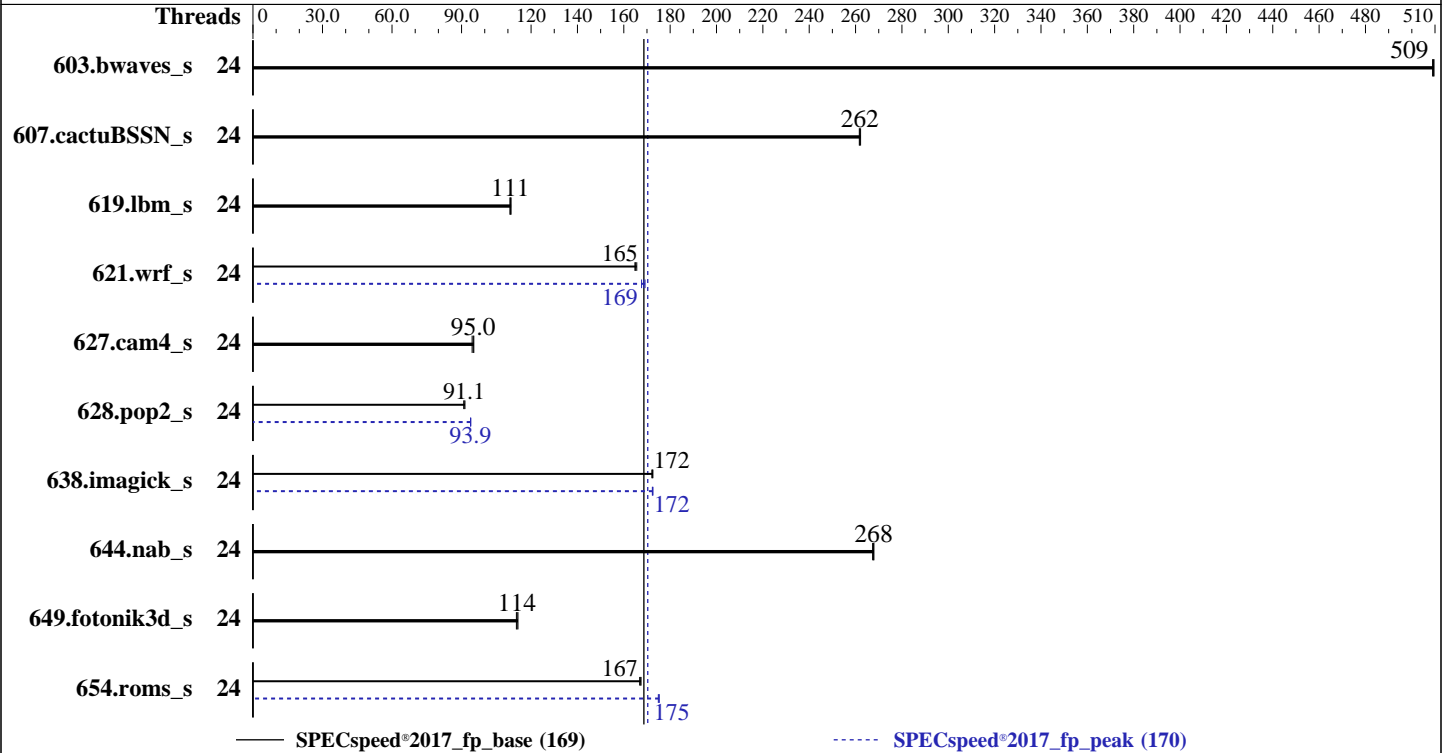 Threads 0 30.0 60.0 90.0 120 140 160 180 200 220 240 260 280 300 320 340 360 380 400 420 440 460 480 510
509
603.bwaves_s 24
262
607.cactuBSSN_s 24
111
619.lbm_s 24
165
621.wrf_s 24
169
95.0
627.cam4_s 24
91.1
628.pop2_s 24
93.9
172
638.imagick_s 24
172
268
644.nab_s 24
114
649.fotonik3d_s 24
167
654.roms_s 24
175
SPECspeed®2017_fp_base (169) SPECspeed®2017_fp_peak (170)